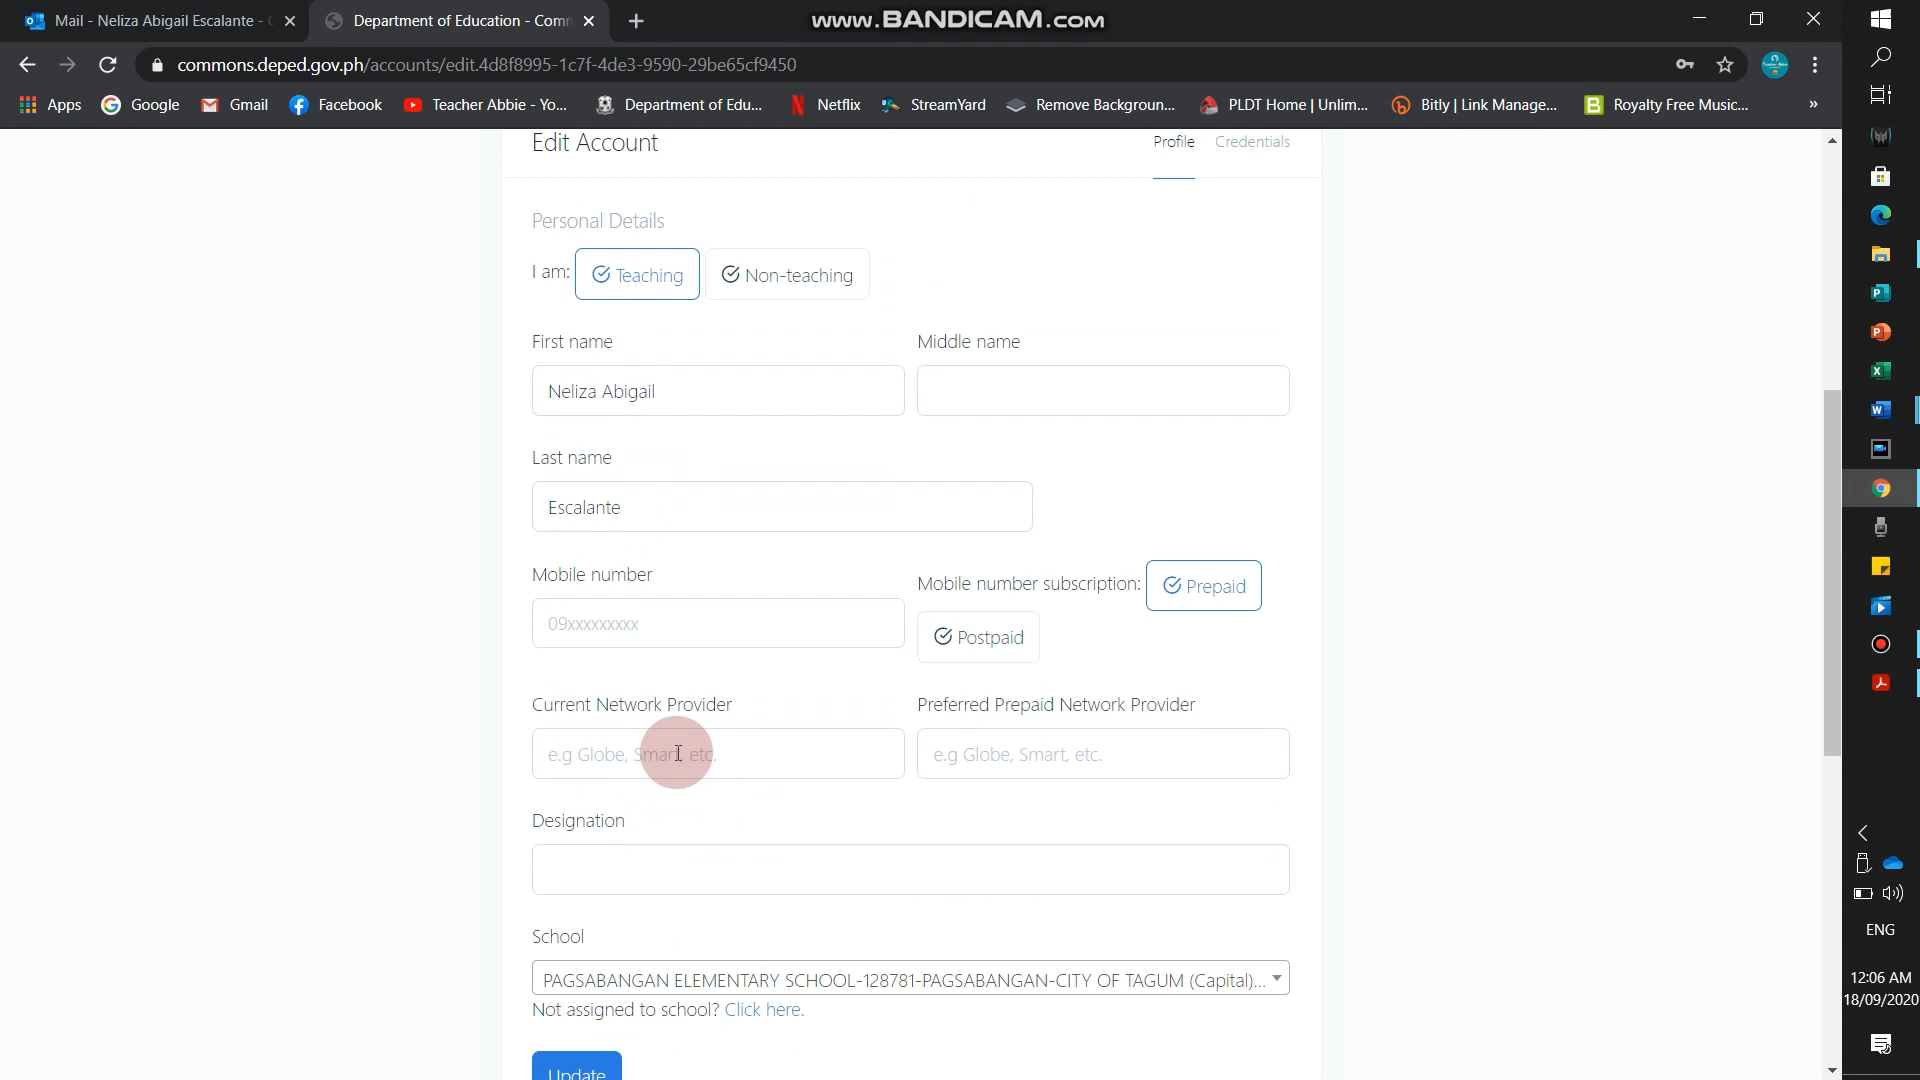 Mail - Neliza Abigail Escalante -
Department of Education - Comm
www.BANDICAM.com
commons.deped.gov.ph/accounts/edit.4d8f8995-1c7f-4de3-9590-29be65cf9450
Apps Google Gmail Facebook Teacher Abbie - Yo... Department of Edu... Netflix StreamYard Remove Backgroun... PLDT Home | Unlim... Bitly | Link Manage... Royalty Free Music... »
Edit Account
Profile Credentials
Personal Details
I am: Teaching Non-teaching
First name Middle name
Neliza Abigail
Last name
Escalante
Mobile number
Mobile number subscription: Prepaid
09xxxxxxxxx
Postpaid
Current Network Provider Preferred Prepaid Network Provider
e.g Globe, Smart, etc. e.g Globe, Smart, etc.
Designation
School
PAGSABANGAN ELEMENTARY SCHOOL-128781-PAGSABANGAN-CITY OF TAGUM (Capital)...
Not assigned to school? Click here.
Update
ENG
12:06 AM
18/09/2020